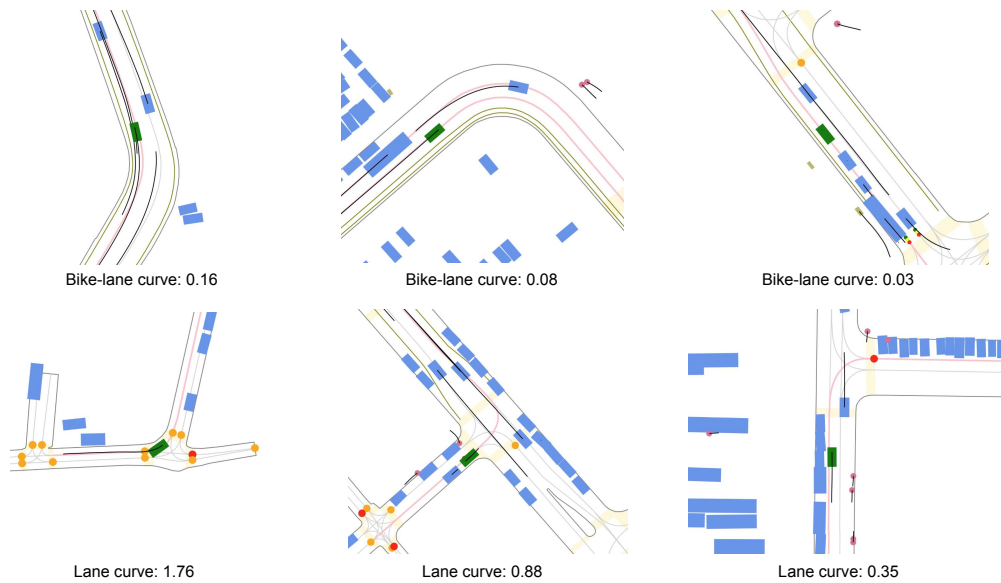 Bike-lane curve: 0.16
Bike-lane curve: 0.08
Bike-lane curve: 0.03
Lane curve: 1.76
Lane curve: 0.88
Lane curve: 0.35